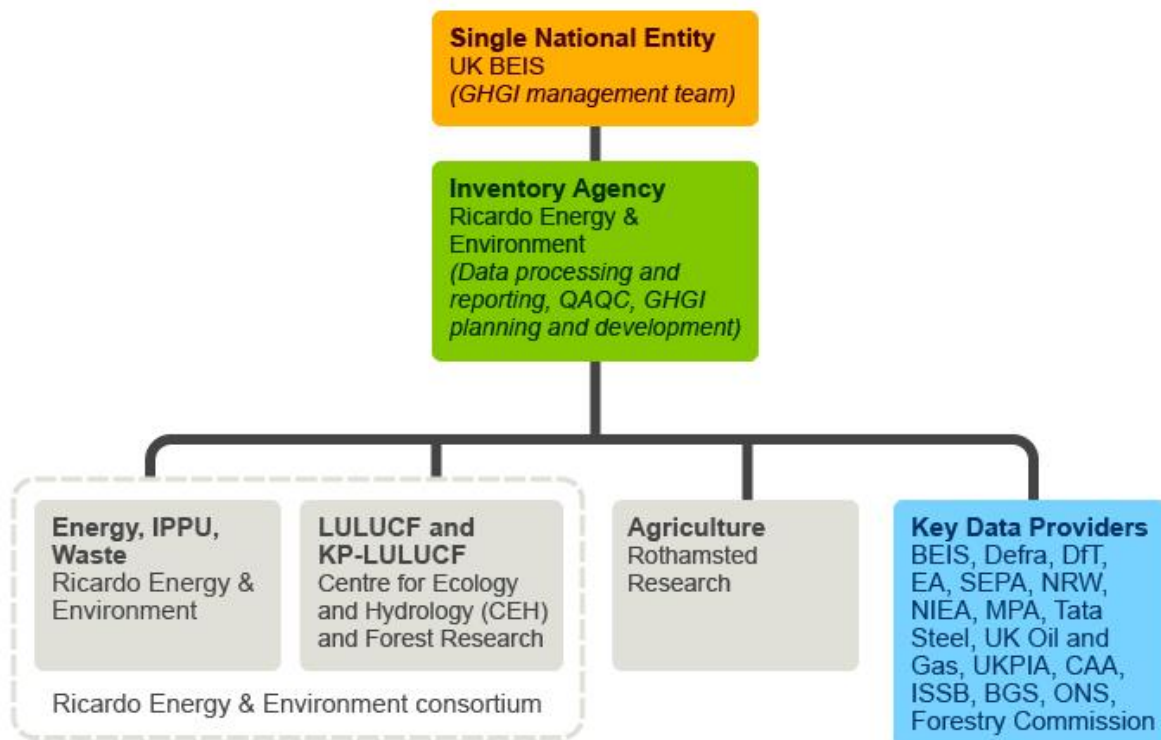 Single National Entity
UK BEIS
(GHGI management team)
Inventory Agency
Ricardo Energy &
Environment
(Data processing and
reporting, QAQC, GHGI
planning and development)
Energy, IPPU,
Waste
Ricardo Energy &
Environment
LULUCF and
KP-LULUCF
Centre for Ecology
and Hydrology (CEH)
and Forest Research
Ricardo Energy & Environment consortium
Agriculture
Rothamsted
Research
Key Data Providers
BEIS, Defra, DfT,
EA, SEPA, NRW,
NIEA, MPA, Tata
Steel, UK Oil and
Gas, UKPIA, CAA,
ISSB, BGS, ONS,
Forestry Commission